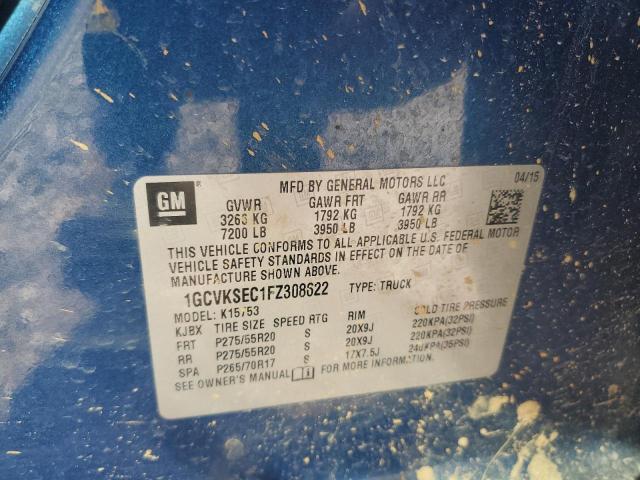 GM
MFD BY GENERAL MOTORS LLC 04/15
GVWR GAWR FRT GAWR RR
3263 KG 1792 KG 1792 KG
7200 LB 3950 LB 3950 LB
THIS VEHICLE CONFORMS TO ALL APPLICABLE U.S. FEDERAL MOTOR
VEHICLE SAFETY STANDARDS IN EFFECT ON THE DATE OF
MANUFACTURE SHOWN ABOVE.
1GCVKSEC1FZ308622 TYPE: TRUCK
MODEL: K15753
KJBX TIRE SIZE SPEED RTG RIM COLD TIRE PRESSURE
FRT P275/55R20 S 20X9J 220KPA(32PSI)
RR P275/55R20 S 20X9J 220KPA(32PSI)
SPA P265/70R17 S 17X7.5J 240KPA(35PSI)
SEE OWNER'S MANUAL FOR MORE INFORMATION.